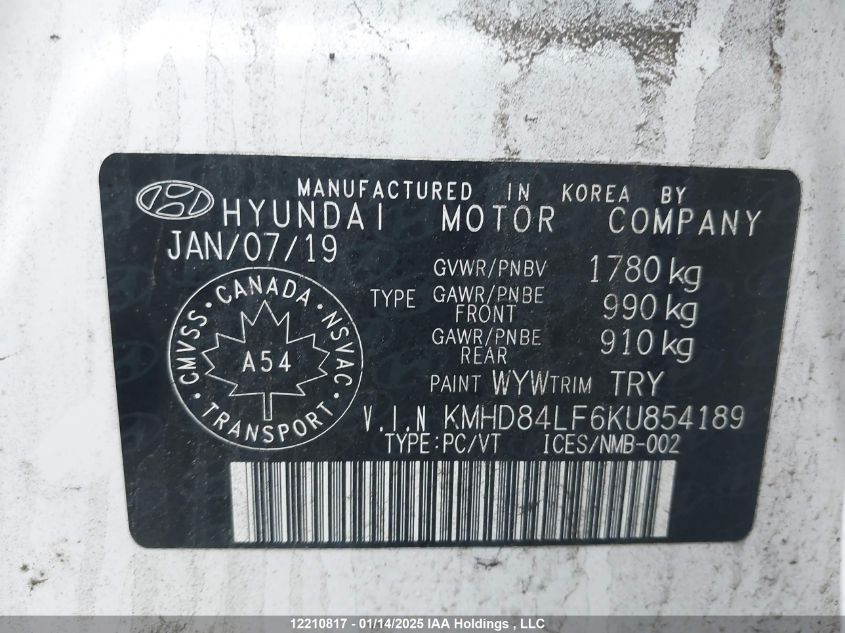 MANUFACTURED IN KOREA BY
HYUNDAI MOTOR COMPANY
JAN/07/19
GVWR/PNBV 1780 kg
TYPE GAWR/PNBE FRONT 990 kg
GAWR/PNBE REAR 910 kg
PAINT WYW TRIM TRY
CMVSS · CANADA · NSVAC · TRANSPORT ·
A54
V.I.N KMHD84LF6KU854189
TYPE:PC/VT ICES/NMB-002
12210817 - 01/14/2025 IAA Holdings , LLC